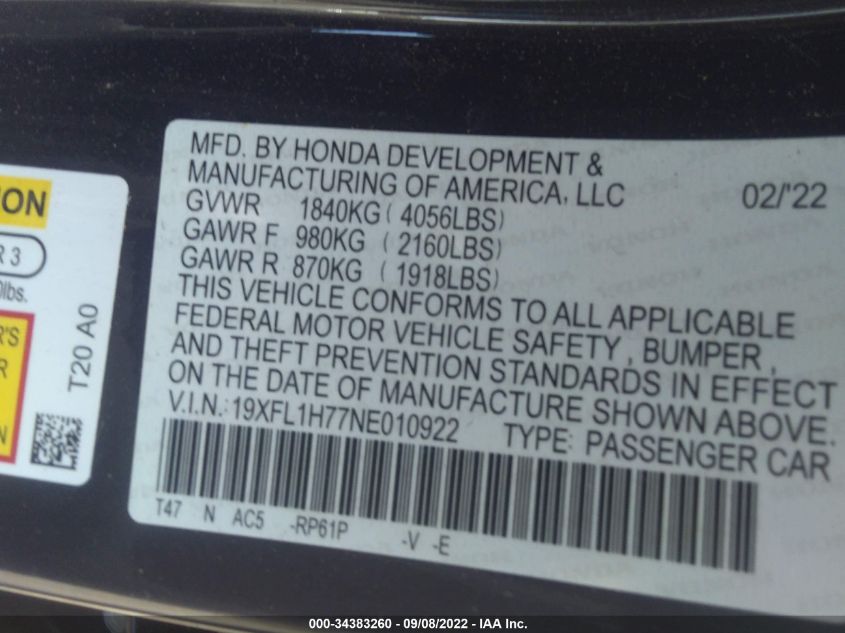 MFD. BY HONDA DEVELOPMENT &
MANUFACTURING OF AMERICA, LLC 02/'22
GVWR 1840KG ( 4056LBS)
GAWR F 980KG ( 2160LBS)
GAWR R 870KG ( 1918LBS)
THIS VEHICLE CONFORMS TO ALL APPLICABLE
FEDERAL MOTOR VEHICLE SAFETY , BUMPER ,
AND THEFT PREVENTION STANDARDS IN EFFECT
ON THE DATE OF MANUFACTURE SHOWN ABOVE.
V.I.N.: 19XFL1H77NE010922 TYPE: PASSENGER CAR
T47 N AC5 -RP61P -V -E
ION
R 3
lbs.
R'S
R
N
T20 A0
000-34383260 - 09/08/2022 - IAA Inc.